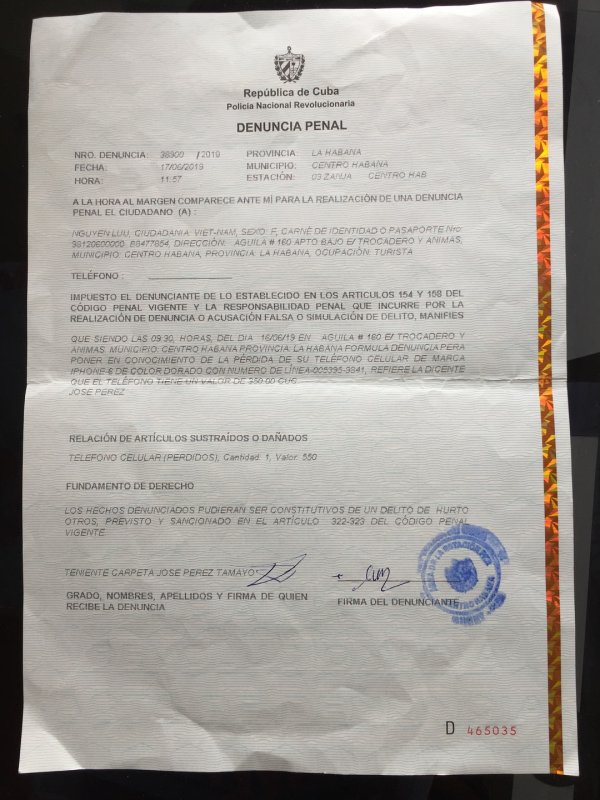 República de Cuba
Policia Nacional Revolucionaria
DENUNCIA PENAL
NRO. DENUNCIA: 38900 / 2019 PROVINCIA: LA HABANA
FECHA: 17/06/2019 MUNICIPIO: CENTRO HABANA
HORA: 11:57 ESTACIÓN: 03 ZANJA CENTRO HAB
A LA HORA AL MARGEN COMPARECE ANTE MÍ PARA LA REALIZACIÓN DE UNA DENUNCIA
PENAL EL CIUDADANO (A) :
NGUYEN LUU, CIUDADANIA: VIET-NAM, SEXO: F, CARNÉ DE IDENTIDAD O PASAPORTE Nro:
98120600000. B8477854, DIRECCIÓN: AGUILA # 160 APTO BAJO E/ TROCADERO Y ANIMAS,
MUNICIPIO: CENTRO HABANA, PROVINCIA: LA HABANA, OCUPACIÓN: TURISTA
TELÉFONO :
IMPUESTO EL DENUNCIANTE DE LO ESTABLECIDO EN LOS ARTICULOS 154 Y 158 DEL
CÓDIGO PENAL VIGENTE Y LA RESPONSABILIDAD PENAL QUE INCURRE POR LA
REALIZACIÓN DE DENUNCIA O ACUSACIÓN FALSA O SIMULACIÓN DE DELITO, MANIFIES
QUE SIENDO LAS 09:30, HORAS, DEL DIA 16/06/19 EN AGUILA # 160 E/ TROCADERO Y
ANIMAS. MUNICIPIO: CENTRO HABANA PROVINCIA: LA HABANA FORMULA DENUNCIA PERA
PONER EN CONOCIMIENTO DE LA PÉRDIDA DE SU TELÉFONO CELULAR DE MARCA
IPHONE 6 DE COLOR DORADO CON NUMERO DE LÍNEA-005395-3841, REFIERE LA DICENTE
QUE EL TELÉFONO TIENE UN VALOR DE CUC
JOSE PEREZ
RELACIÓN DE ARTÍCULOS SUSTRAÍDOS O DAÑADOS
TELEFONO CELULAR (PERDIDOS), Cantidad: 1, Valor: 550
FUNDAMENTO DE DERECHO
LOS HECHOS DENUNCIADOS PUDIERAN SER CONSTITUTIVOS DE UN DELITO DE HURTO
OTROS, PREVISTO Y SANCIONADO EN EL ARTÍCULO 322-323 DEL CÓDIGO PENAL
VIGENTE
TENIENTE CARPETA JOSE PEREZ TAMAYO
GRADO, NOMBRES, APELLIDOS Y FIRMA DE QUIEN
RECIBE LA DENUNCIA
FIRMA DEL DENUNCIANTE
D 465035